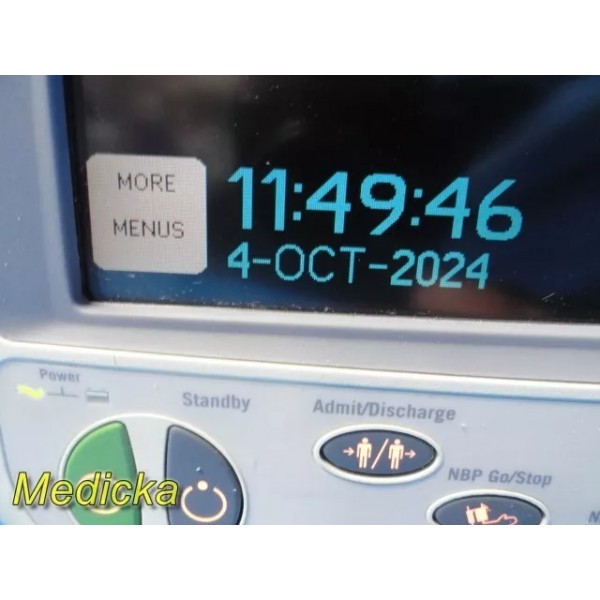 MORE
MENUS
11:49:46
4-OCT-2024
Power
Standby
Admit/Discharge
NBP Go/Stop
N
Medicka